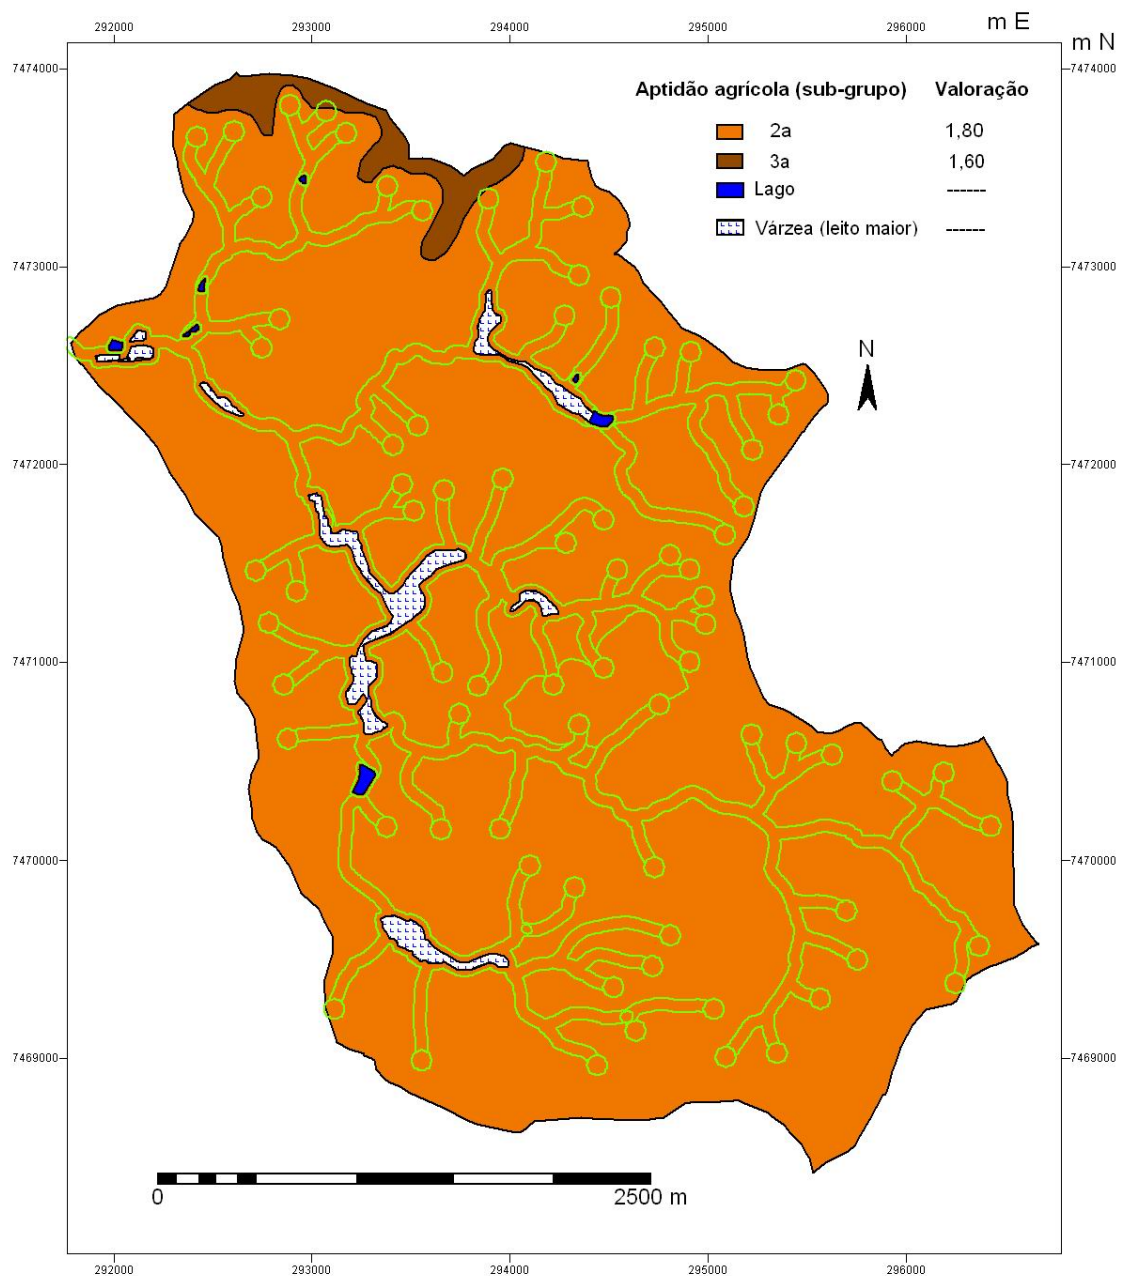 m E
292000 293000 294000 295000 296000
m N
7474000 7474000
Aptidão agrícola (sub-grupo) Valoração
2a 1,80
3a 1,60
Lago ------
Várzea (leito maior) ------
7473000 7473000
N
7472000 7472000
7471000 7471000
7470000 7470000
7469000 7469000
0 2500 m
292000 293000 294000 295000 296000